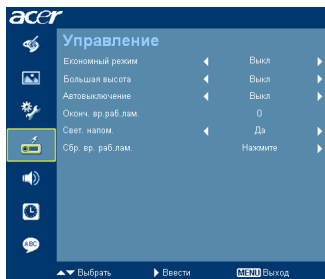 acer
Управление
Економный режим Выкл
Большая высота Выкл
Автовыключение Выкл
Оконч. вр.раб.лам. 0
Свет. напом. Да
Сбр. вр. раб.лам. Нажмите
ABC
Выбрать Ввести MENU Выход